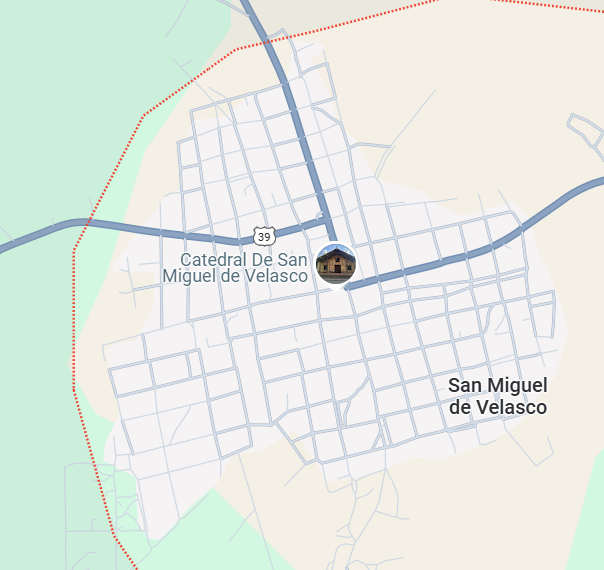 39
Catedral De San
Miguel de Velasco
San Miguel
de Velasco